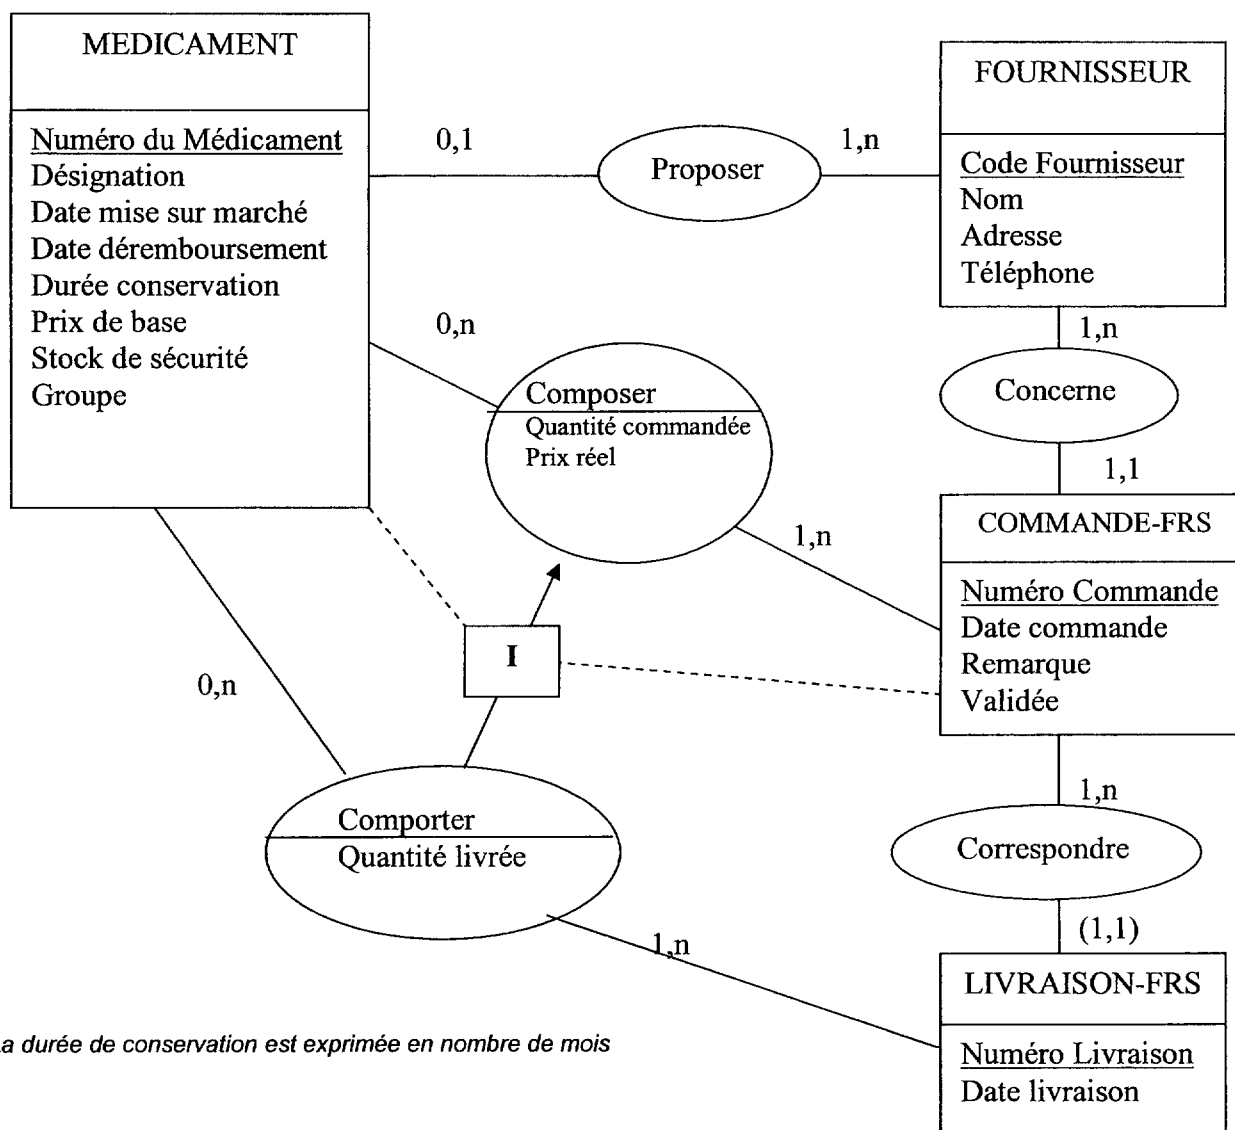 MEDICAMENT
Numéro du Médicament
Désignation
Date mise sur marché
Date déremboursement
Durée conservation
Prix de base
Stock de sécurité
Groupe
0,1
Proposer
1,n
FOURNISSEUR
Code Fournisseur
Nom
Adresse
Téléphone
1,n
Concerne
1,1
0,n
Composer
Quantité commandée
Prix réel
1,n
COMMANDE-FRS
Numéro Commande
Date commande
Remarque
Validée
I
0,n
Comporter
Quantité livrée
1,n
1,n
Correspondre
(1,1)
LIVRAISON-FRS
Numéro Livraison
Date livraison
a durée de conservation est exprimée en nombre de mois